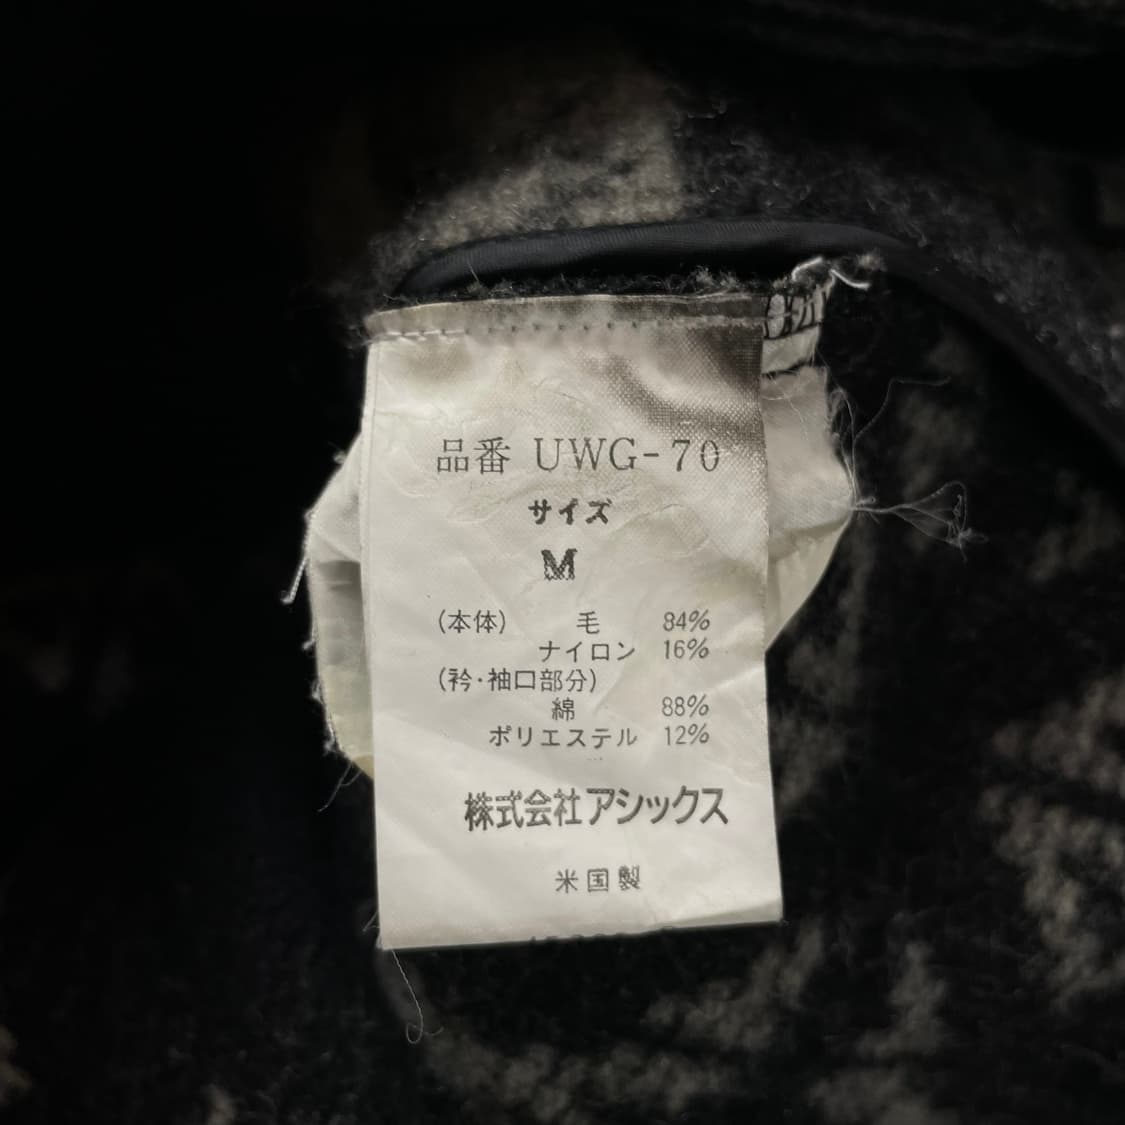 品番 UWG-70
サイズ
M
(本体) 毛 84%
ナイロン 16%
(衿・袖口部分)
綿 88%
ポリエステル 12%
株式会社アシックス
米国製